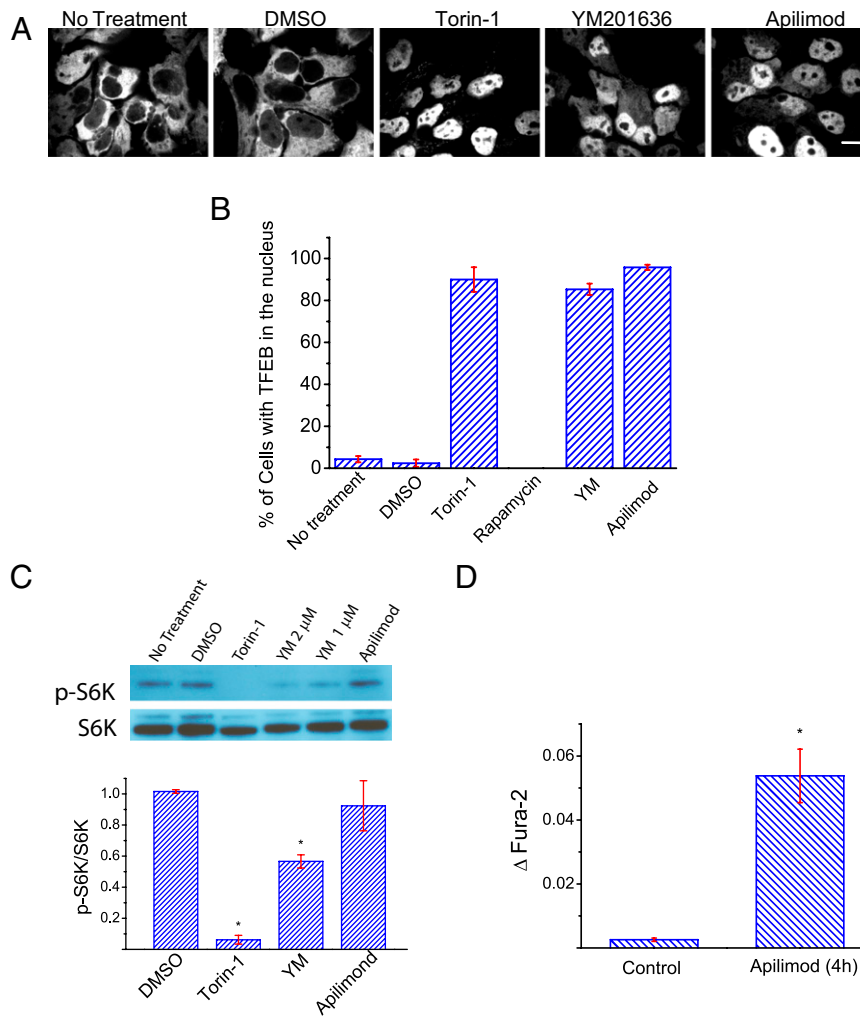 A
No Treatment DMSO Torin-1 YM201636 Apilimod
B
% of Cells with TFEB in the nucleus
100
80
60
40
20
0
No treatment DMSO Torin-1 Rapamycin YM Apilimod
C
No Treatment DMSO Torin-1 YM 2 µM YM 1 µM Apilimod
p-S6K
S6K
p-S6K/S6K
1.0
0.8
0.6
0.4
0.2
* *
DMSO Torin-1 YM Apilimond
D
Δ Fura-2
0.06
0.04
0.02
*
Control Apilimod (4h)